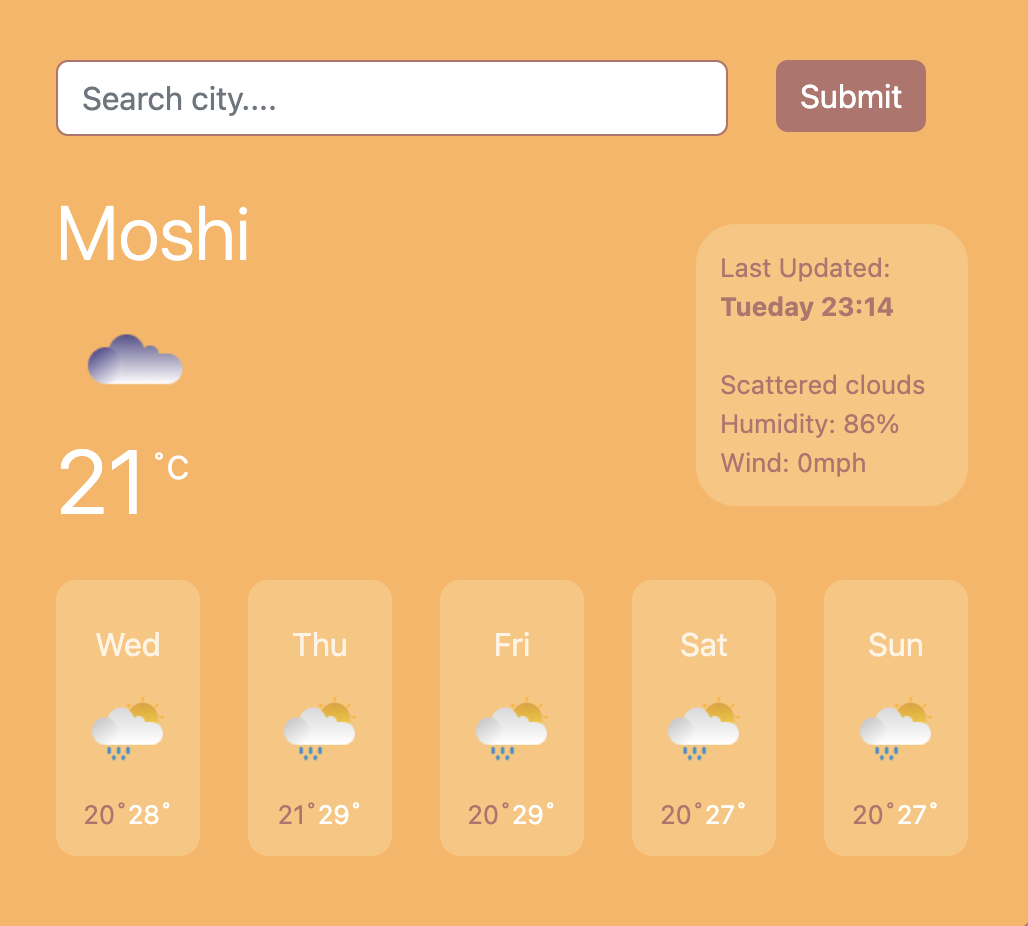 Search city....
Submit
Moshi
Last Updated:
Tueday 23:14
Scattered clouds
Humidity: 86%
Wind: 0mph
21°C
Wed
Thu
Fri
Sat
Sun
20°28°
21°29°
20°29°
20°27°
20°27°